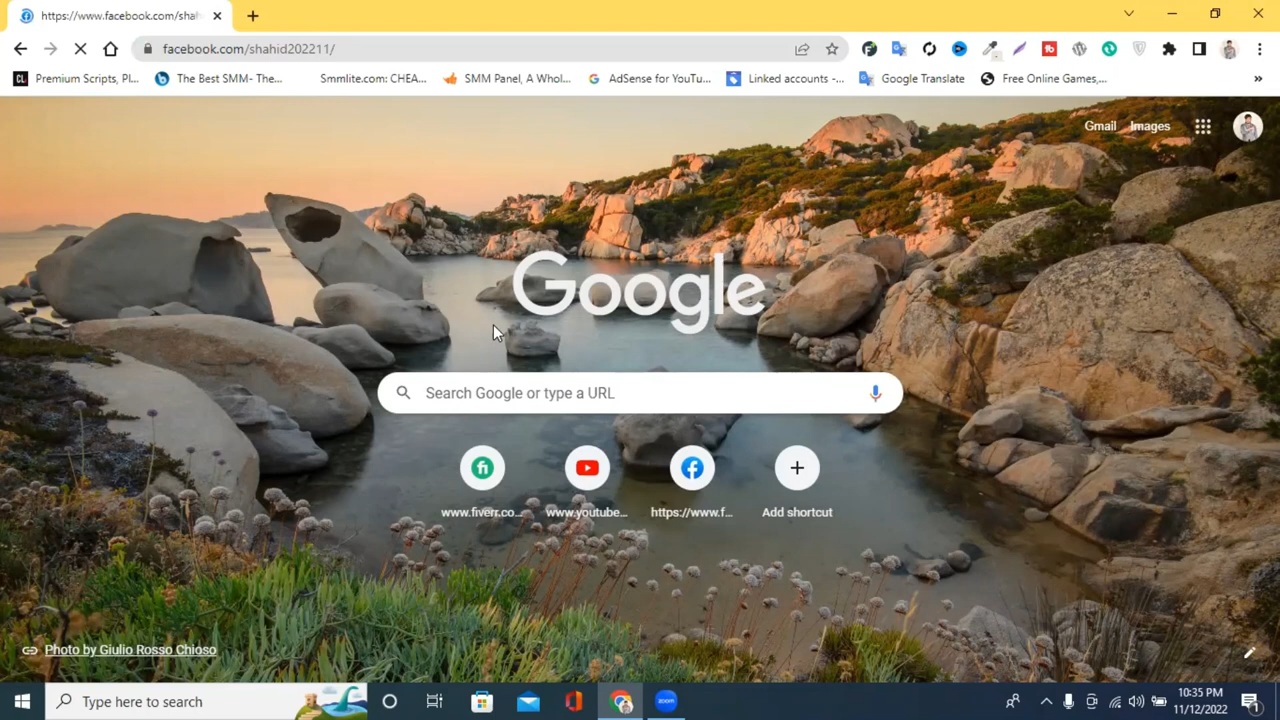 https://www.facebook.com/shah
facebook.com/shahid202211/
Premium Scripts, Pl...
The Best SMM- The...
Smmlite.com: CHEA...
SMM Panel, A Whol...
AdSense for YouTu...
Linked accounts -...
Google Translate
Free Online Games,...
Gmail
Images
Google
Search Google or type a URL
www.fiverr.co...
www.youtube...
https://www.f...
Add shortcut
Photo by Giulio Rosso Chioso
Type here to search
zoom
10:35 PM
11/12/2022
1